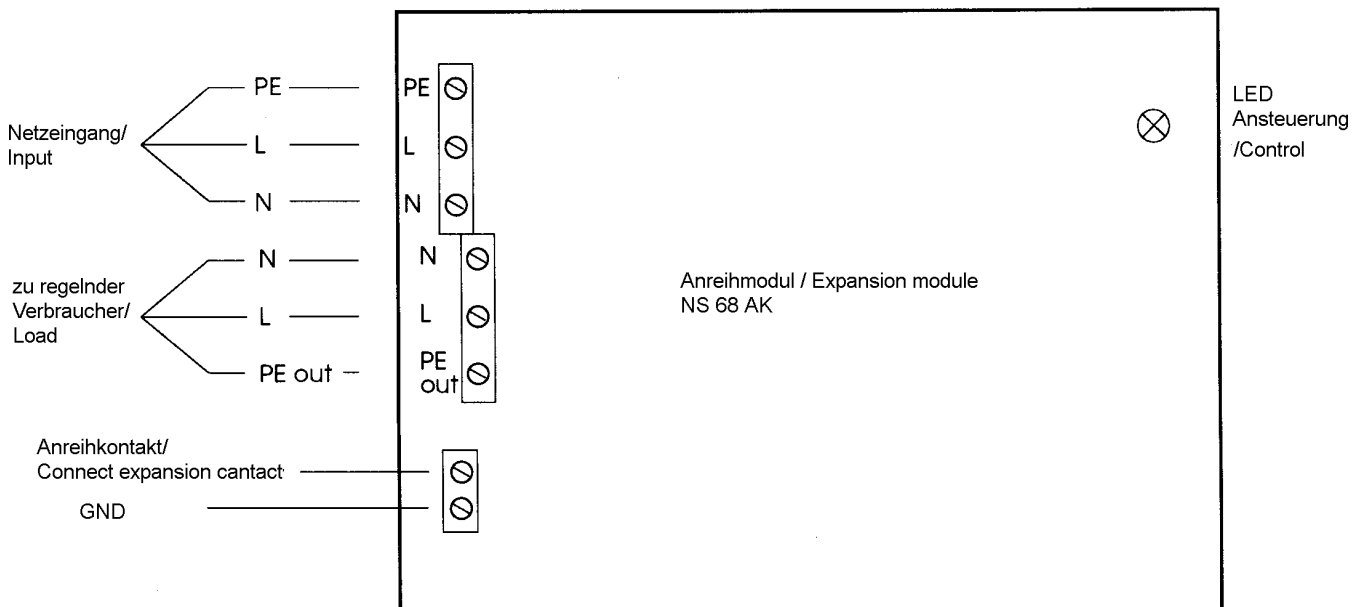 Netzeingang/
Input
PE
L
N
PE
L
N
zu regelnder
Verbraucher/
Load
N
L
PE out
N
L
PE
out
Anreihkontakt/
Connect expansion cantact
GND
Anreihmodul / Expansion module
NS 68 AK
LED
Ansteuerung
/Control